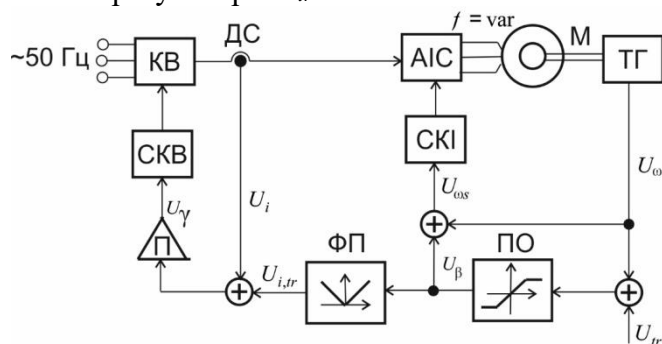 f = var
ДС
М
~50 Гц
КВ
АІС
ТГ
СКВ
СКІ
U_i
U_ωs
U_ω
U_γ
П
ФП
ПО
U_i,tr
U_β
U_tr